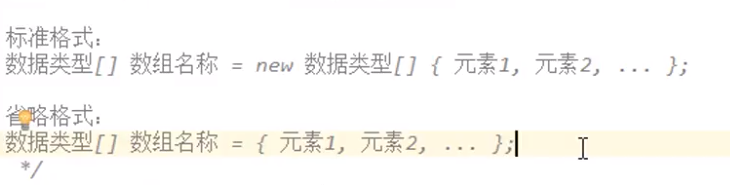 标准格式：
数据类型[] 数组名称 = new 数据类型[] { 元素1, 元素2, ... };
省略格式：
数据类型[] 数组名称 = { 元素1, 元素2, ... };
*/